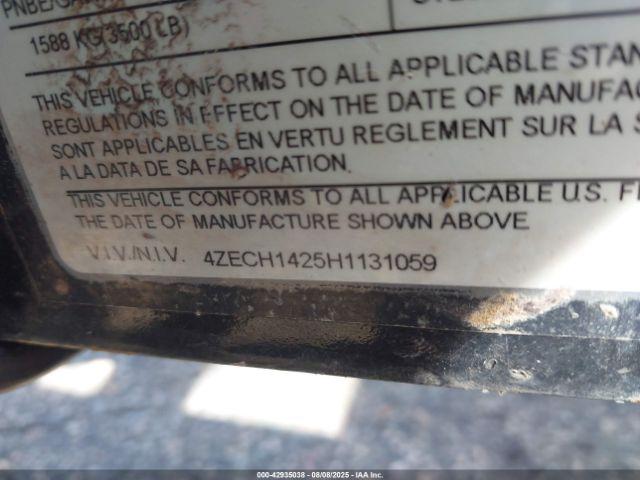 1588 KG/3500 LB)
THIS VEHICLE CONFORMS TO ALL APPLICABLE STAN
REGULATIONS IN EFFECT ON THE DATE OF MANUFAC
SONT APPLICABLES EN VERTU REGLEMENT SUR LA S
A LA DATA DE SA FABRICATION.
THIS VEHICLE CONFORMS TO ALL APPLICABLE U.S. FE
THE DATE OF MANUFACTURE SHOWN ABOVE
V.I.V./N.I.V. 4ZECH1425H1131059
000-42935038 08/08/2025 IAA Inc.